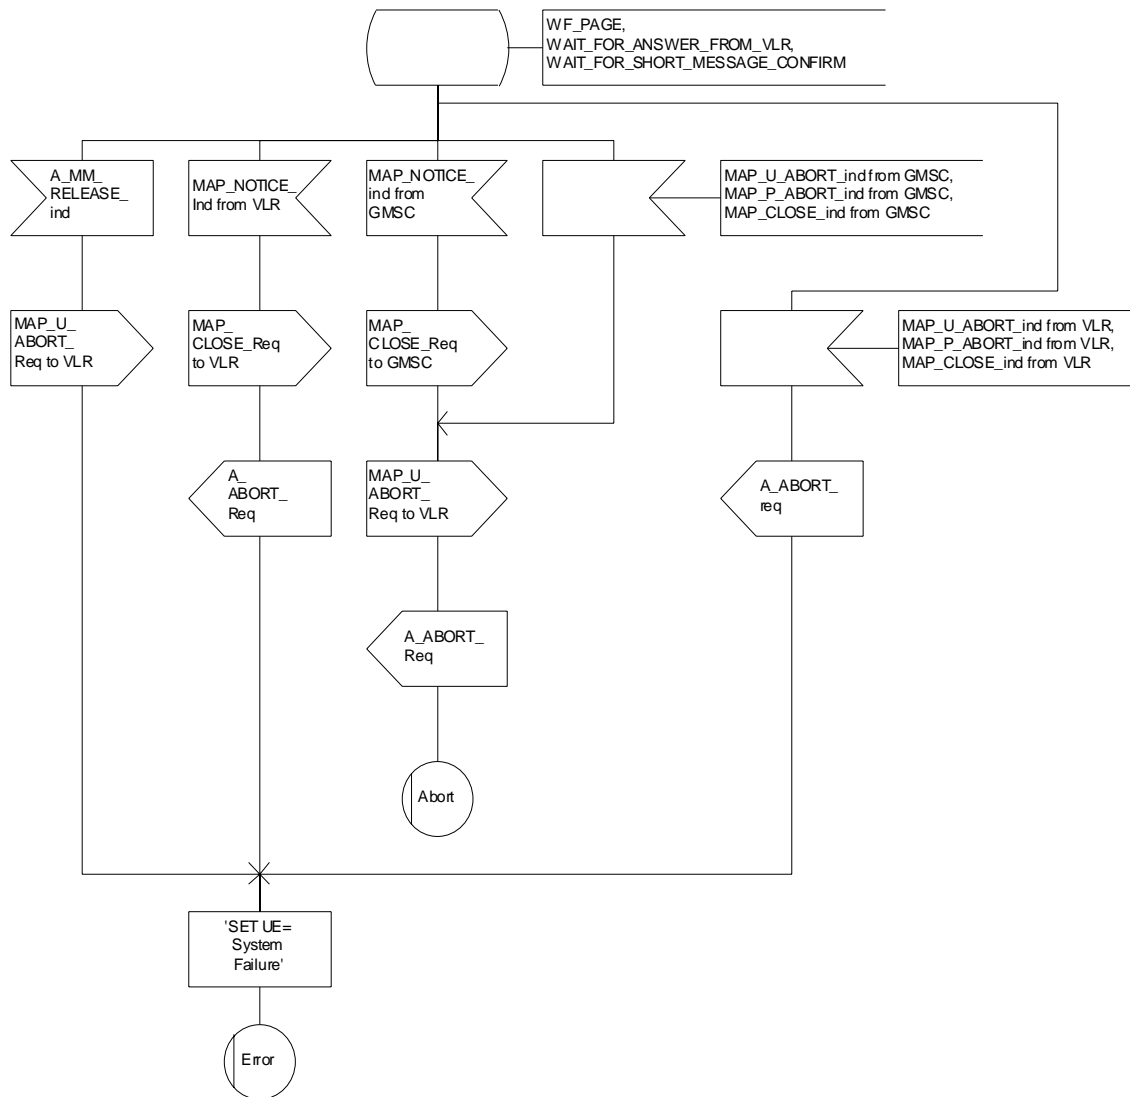 WF_PAGE,
WAIT_FOR_ANSWER_FROM_VLR,
WAIT_FOR_SHORT_MESSAGE_CONFIRM
A_MM_
RELEASE_
ind
MAP_NOTICE_
Ind from VLR
MAP_NOTICE_
ind from
GMSC
MAP_U_ABORT_ind from GMSC,
MAP_P_ABORT_ind from GMSC,
MAP_CLOSE_ind from GMSC
MAP_U_
ABORT_
Req to VLR
MAP_
CLOSE_Req
to VLR
MAP_
CLOSE_Req
to GMSC
MAP_U_ABORT_ind from VLR,
MAP_P_ABORT_ind from VLR,
MAP_CLOSE_ind from VLR
A_
ABORT_
Req
MAP_U_
ABORT_
Req to VLR
A_ABORT_
req
A_ABORT_
Req
Abort
'SET UE=
System
Failure'
Error